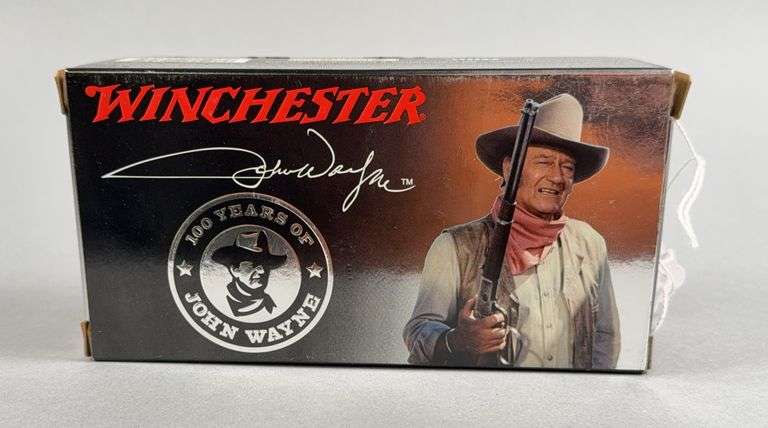 WINCHESTER
John Wayne™
100 YEARS OF
JOHN WAYNE